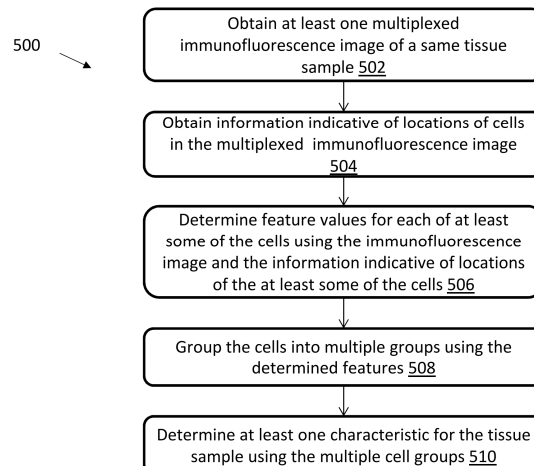 500
Obtain at least one multiplexed
immunofluorescence image of a same tissue
sample 502
Obtain information indicative of locations of cells
in the multiplexed immunofluorescence image
504
Determine feature values for each of at least
some of the cells using the immunofluorescence
image and the information indicative of locations
of the at least some of the cells 506
Group the cells into multiple groups using the
determined features 508
Determine at least one characteristic for the tissue
sample using the multiple cell groups 510